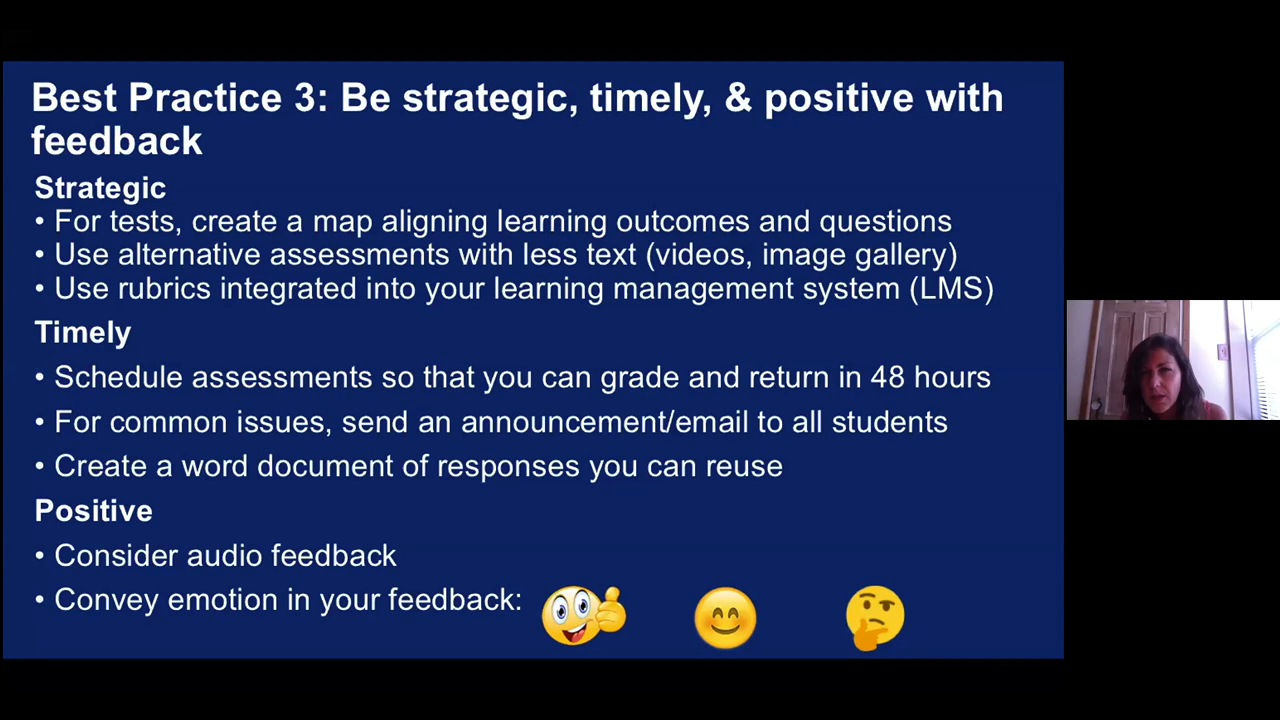 Best Practice 3: Be strategic, timely, & positive with
feedback
Strategic
• For tests, create a map aligning learning outcomes and questions
• Use alternative assessments with less text (videos, image gallery)
• Use rubrics integrated into your learning management system (LMS)
Timely
• Schedule assessments so that you can grade and return in 48 hours
• For common issues, send an announcement/email to all students
• Create a word document of responses you can reuse
Positive
• Consider audio feedback
• Convey emotion in your feedback: